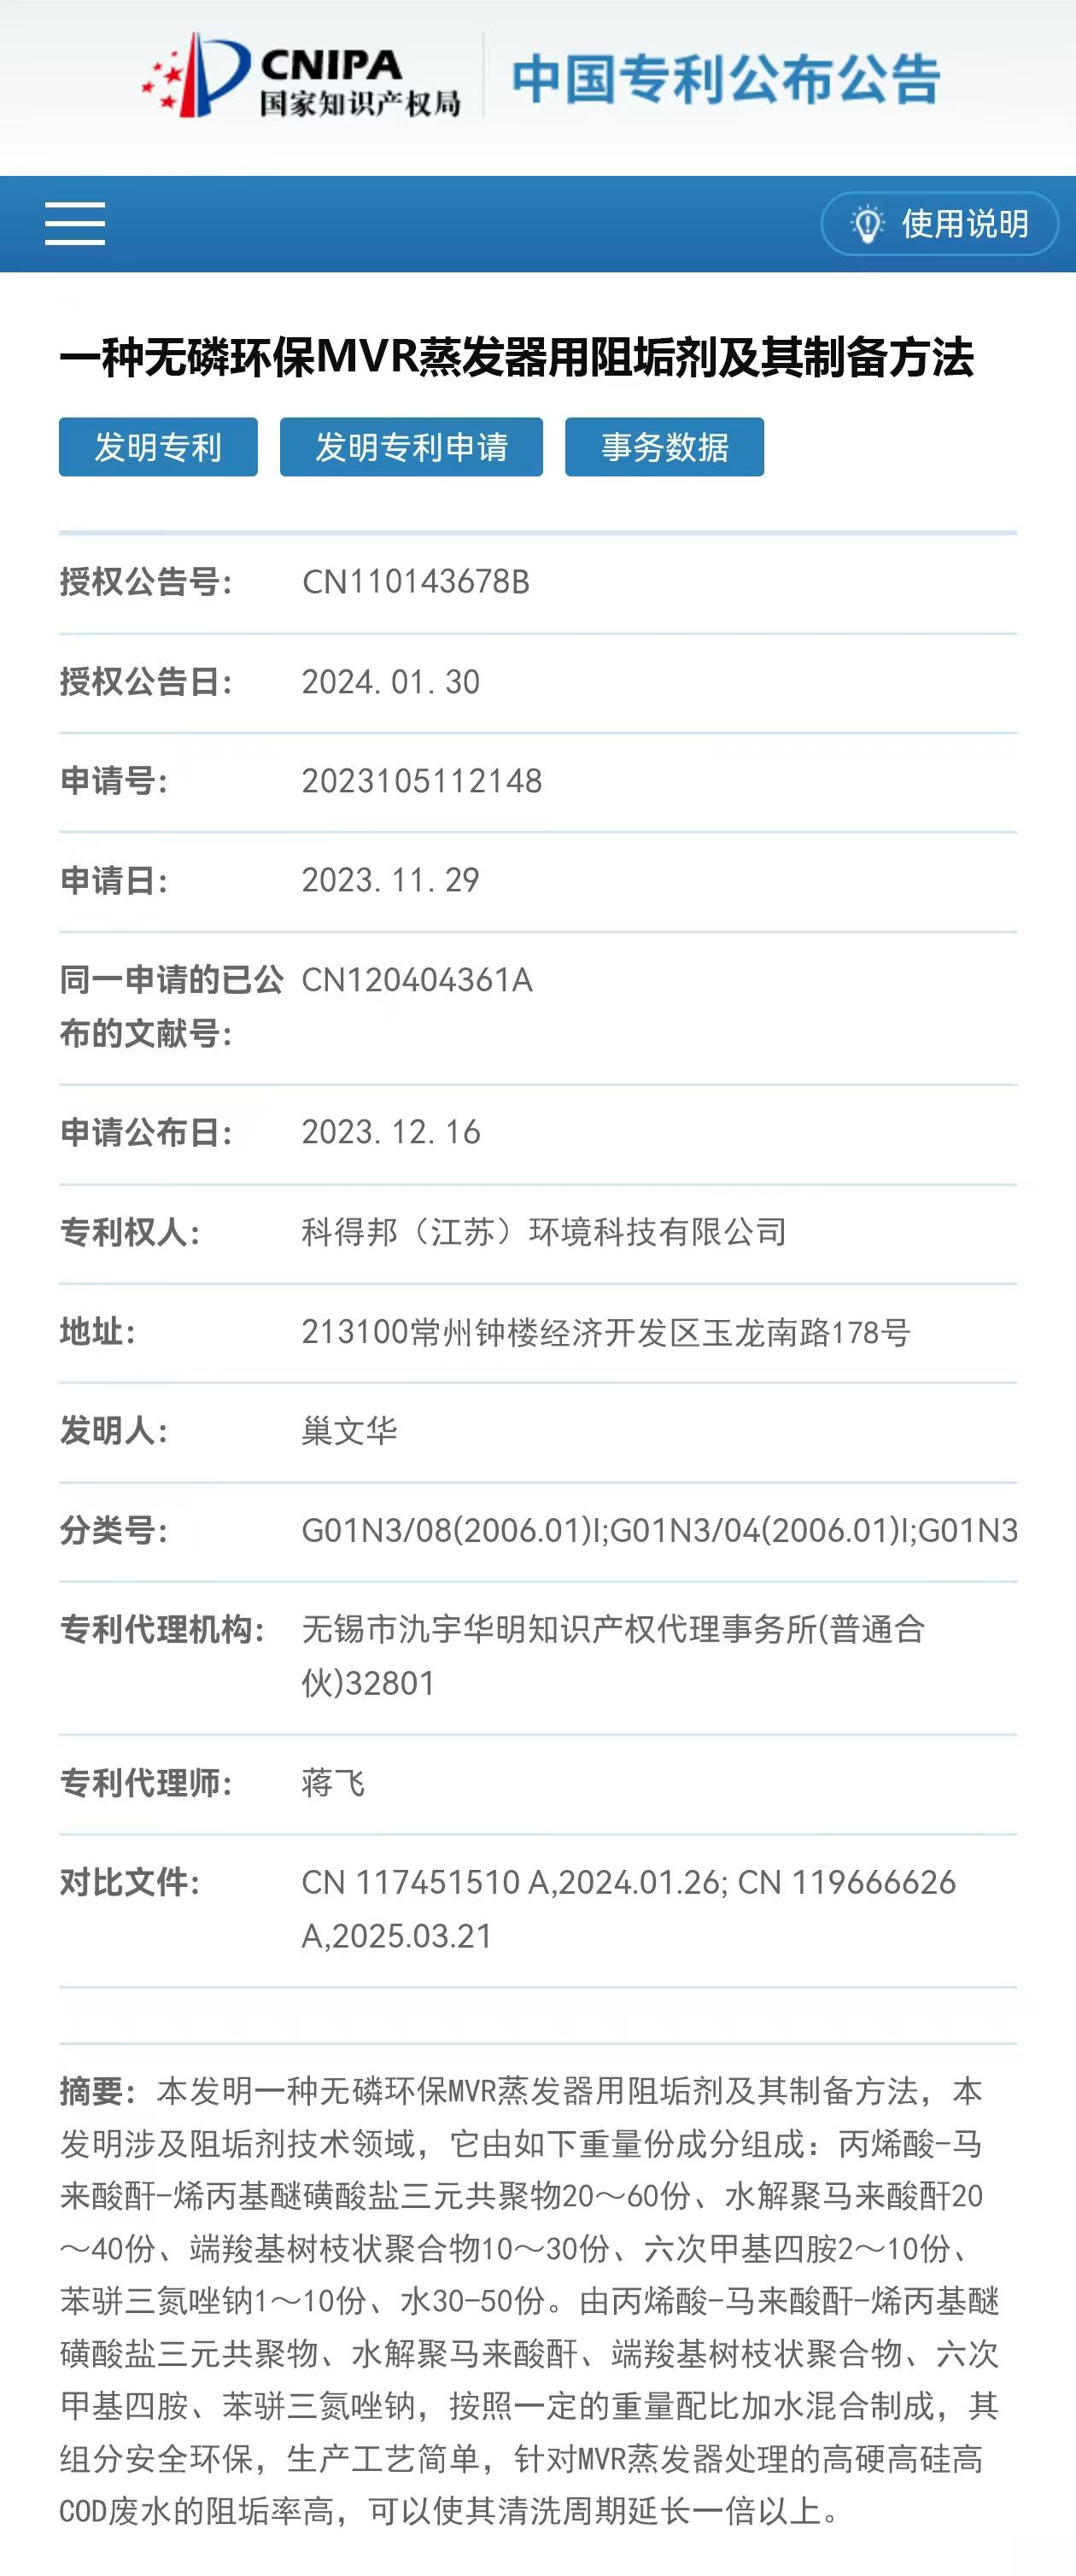 CNIPA
国家知识产权局
中国专利公布公告
使用说明
一种无磷环保MVR蒸发器用阻垢剂及其制备方法
发明专利 发明专利申请 事务数据
授权公告号： CN110143678B
授权公告日： 2024.01.30
申请号： 2023105112148
申请日： 2023.11.29
同一申请的已公 CN120404361A
布的文献号：
申请公布日： 2023.12.16
专利权人： 科得邦（江苏）环境科技有限公司
地址： 213100常州钟楼经济开发区玉龙南路178号
发明人： 巢文华
分类号： G01N3/08(2006.01)I;G01N3/04(2006.01)I;G01N3
专利代理机构： 无锡市氿宇华明知识产权代理事务所(普通合
伙)32801
专利代理师： 蒋飞
对比文件： CN 117451510 A,2024.01.26; CN 119666626
A,2025.03.21
摘要：本发明一种无磷环保MVR蒸发器用阻垢剂及其制备方法，本
发明涉及阻垢剂技术领域，它由如下重量份成分组成：丙烯酸-马
来酸酐-烯丙基醚磺酸盐三元共聚物20～60份、水解聚马来酸酐20
～40份、端羧基树枝状聚合物10～30份、六次甲基四胺2～10份、
苯骈三氮唑钠1～10份、水30-50份。由丙烯酸-马来酸酐-烯丙基醚
磺酸盐三元共聚物、水解聚马来酸酐、端羧基树枝状聚合物、六次
甲基四胺、苯骈三氮唑钠，按照一定的重量配比加水混合制成，其
组分安全环保，生产工艺简单，针对MVR蒸发器处理的高硬高硅高
COD废水的阻垢率高，可以使其清洗周期延长一倍以上。